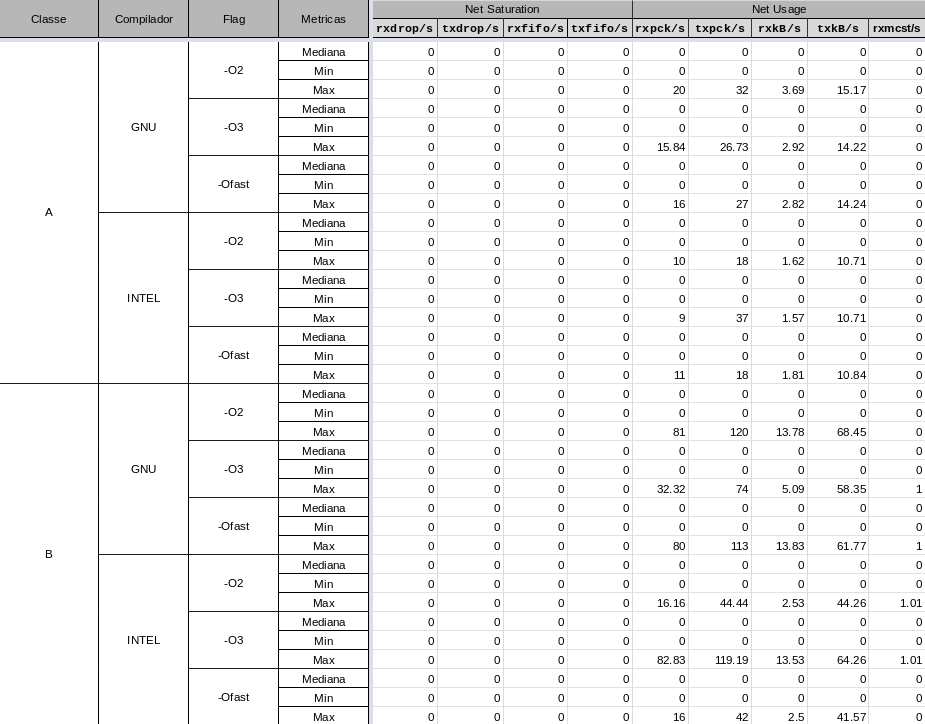 Classe Compilador Flag Metricas Net Saturation Net Usage
rxdrop/s txdrop/s rxfifo/s txfifo/s rxpck/s txpck/s rxkB/s txkB/s rxmcst/s
A GNU -O2 Mediana 0 0 0 0 0 0 0 0 0
Min 0 0 0 0 0 0 0 0 0
Max 0 0 0 0 20 32 3.69 15.17 0
-O3 Mediana 0 0 0 0 0 0 0 0 0
Min 0 0 0 0 0 0 0 0 0
Max 0 0 0 0 15.84 26.73 2.92 14.22 0
-Ofast Mediana 0 0 0 0 0 0 0 0 0
Min 0 0 0 0 0 0 0 0 0
Max 0 0 0 0 16 27 2.82 14.24 0
INTEL -O2 Mediana 0 0 0 0 0 0 0 0 0
Min 0 0 0 0 0 0 0 0 0
Max 0 0 0 0 10 18 1.62 10.71 0
-O3 Mediana 0 0 0 0 0 0 0 0 0
Min 0 0 0 0 0 0 0 0 0
Max 0 0 0 0 9 37 1.57 10.71 0
-Ofast Mediana 0 0 0 0 0 0 0 0 0
Min 0 0 0 0 0 0 0 0 0
Max 0 0 0 0 11 18 1.81 10.84 0
B GNU -O2 Mediana 0 0 0 0 0 0 0 0 0
Min 0 0 0 0 0 0 0 0 0
Max 0 0 0 0 81 120 13.78 68.45 0
-O3 Mediana 0 0 0 0 0 0 0 0 0
Min 0 0 0 0 0 0 0 0 0
Max 0 0 0 0 32.32 74 5.09 58.35 1
-Ofast Mediana 0 0 0 0 0 0 0 0 0
Min 0 0 0 0 0 0 0 0 0
Max 0 0 0 0 80 113 13.83 61.77 1
INTEL -O2 Mediana 0 0 0 0 0 0 0 0 0
Min 0 0 0 0 0 0 0 0 0
Max 0 0 0 0 16.16 44.44 2.53 44.26 1.01
-O3 Mediana 0 0 0 0 0 0 0 0 0
Min 0 0 0 0 0 0 0 0 0
Max 0 0 0 0 82.83 119.19 13.53 64.26 1.01
-Ofast Mediana 0 0 0 0 0 0 0 0 0
Min 0 0 0 0 0 0 0 0 0
Max 0 0 0 0 16 42 2.5 41.57 0